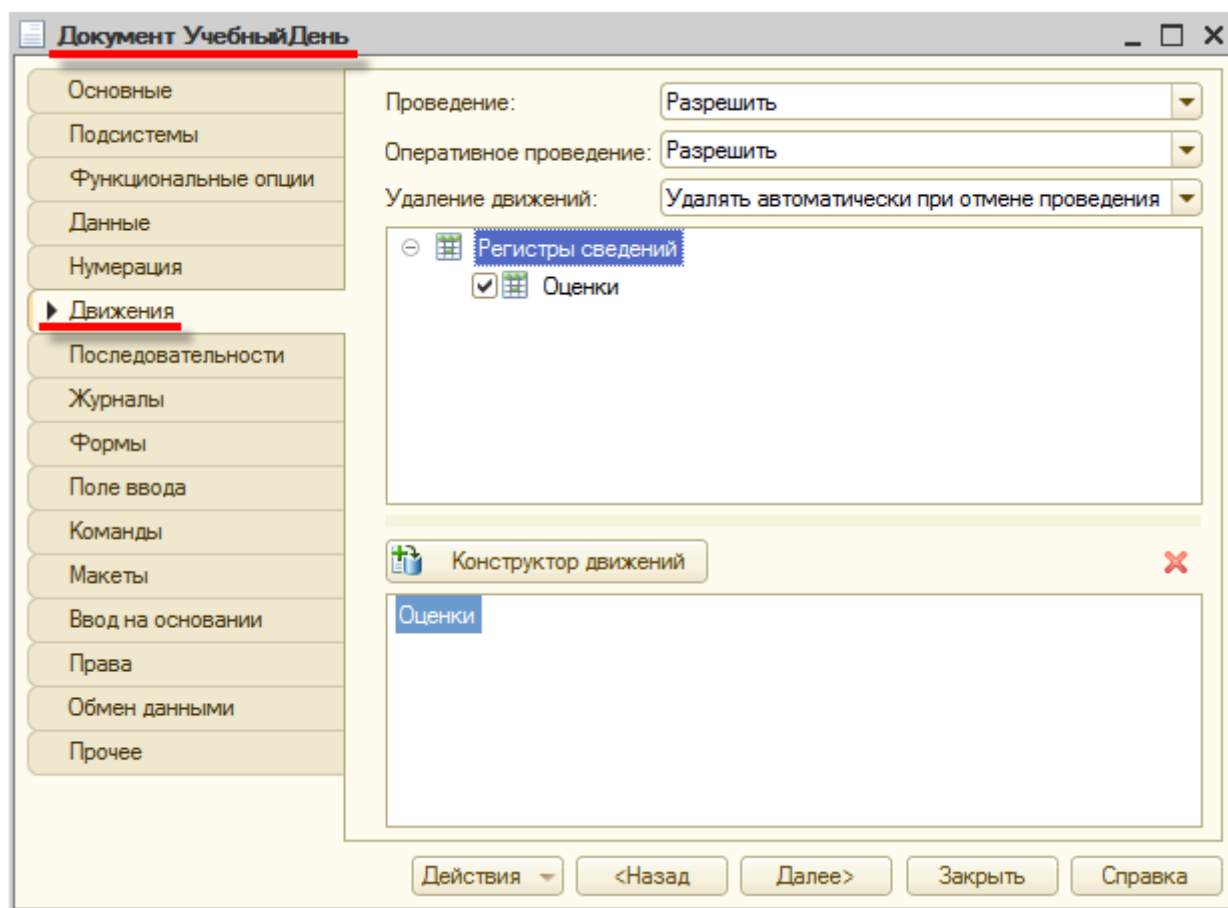 Документ УчебныйДень
Основные
Подсистемы
Функциональные опции
Данные
Нумерация
Движения
Последовательности
Журналы
Формы
Поле ввода
Команды
Макеты
Ввод на основании
Права
Обмен данными
Прочее
Проведение: Разрешить
Оперативное проведение: Разрешить
Удаление движений: Удалять автоматически при отмене проведения
Регистры сведений
Оценки
Конструктор движений
Оценки
Действия <Назад Далее> Закрыть Справка